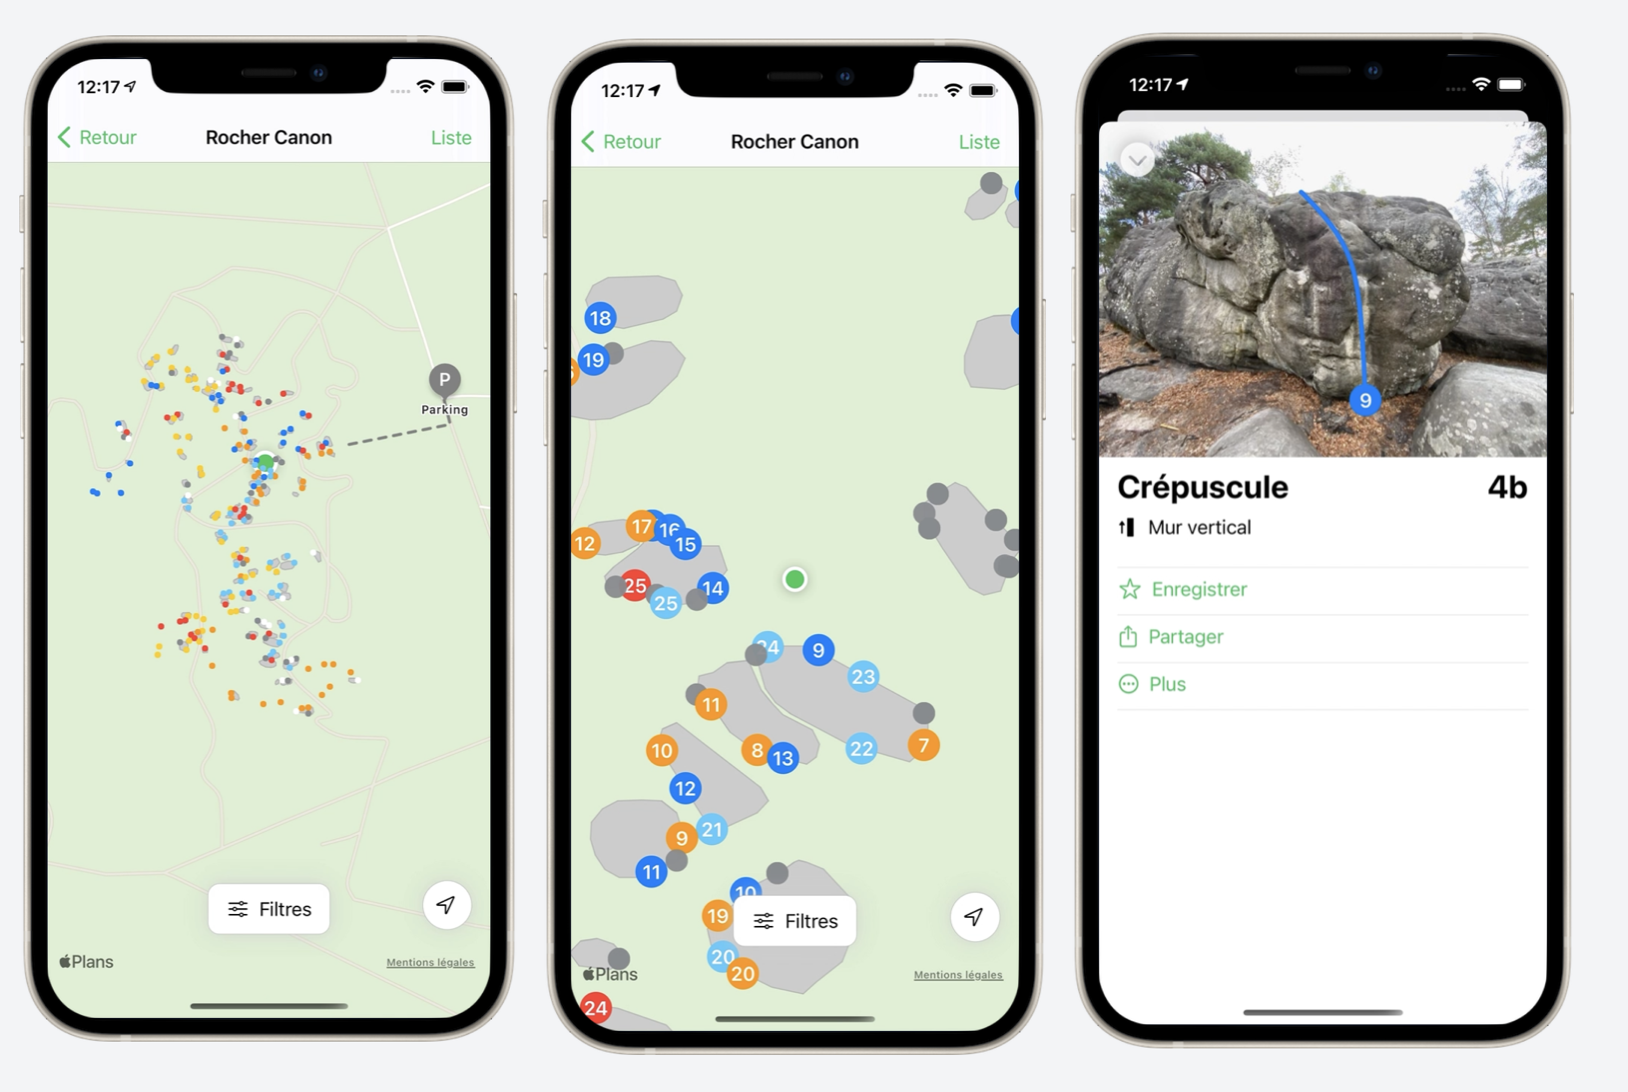 12:17
Retour
Rocher Canon
Liste
P
Parking
Filtres
Plans
Mentions légales
12:17
Retour
Rocher Canon
Liste
18
19
17
16
15
12
25
14
25
24
9
23
11
10
8
13
22
7
12
21
9
11
10
19
Filtres
20
20
Plans
Mentions légales
24
12:17
9
Crépuscule
4b
Mur vertical
Enregistrer
Partager
Plus